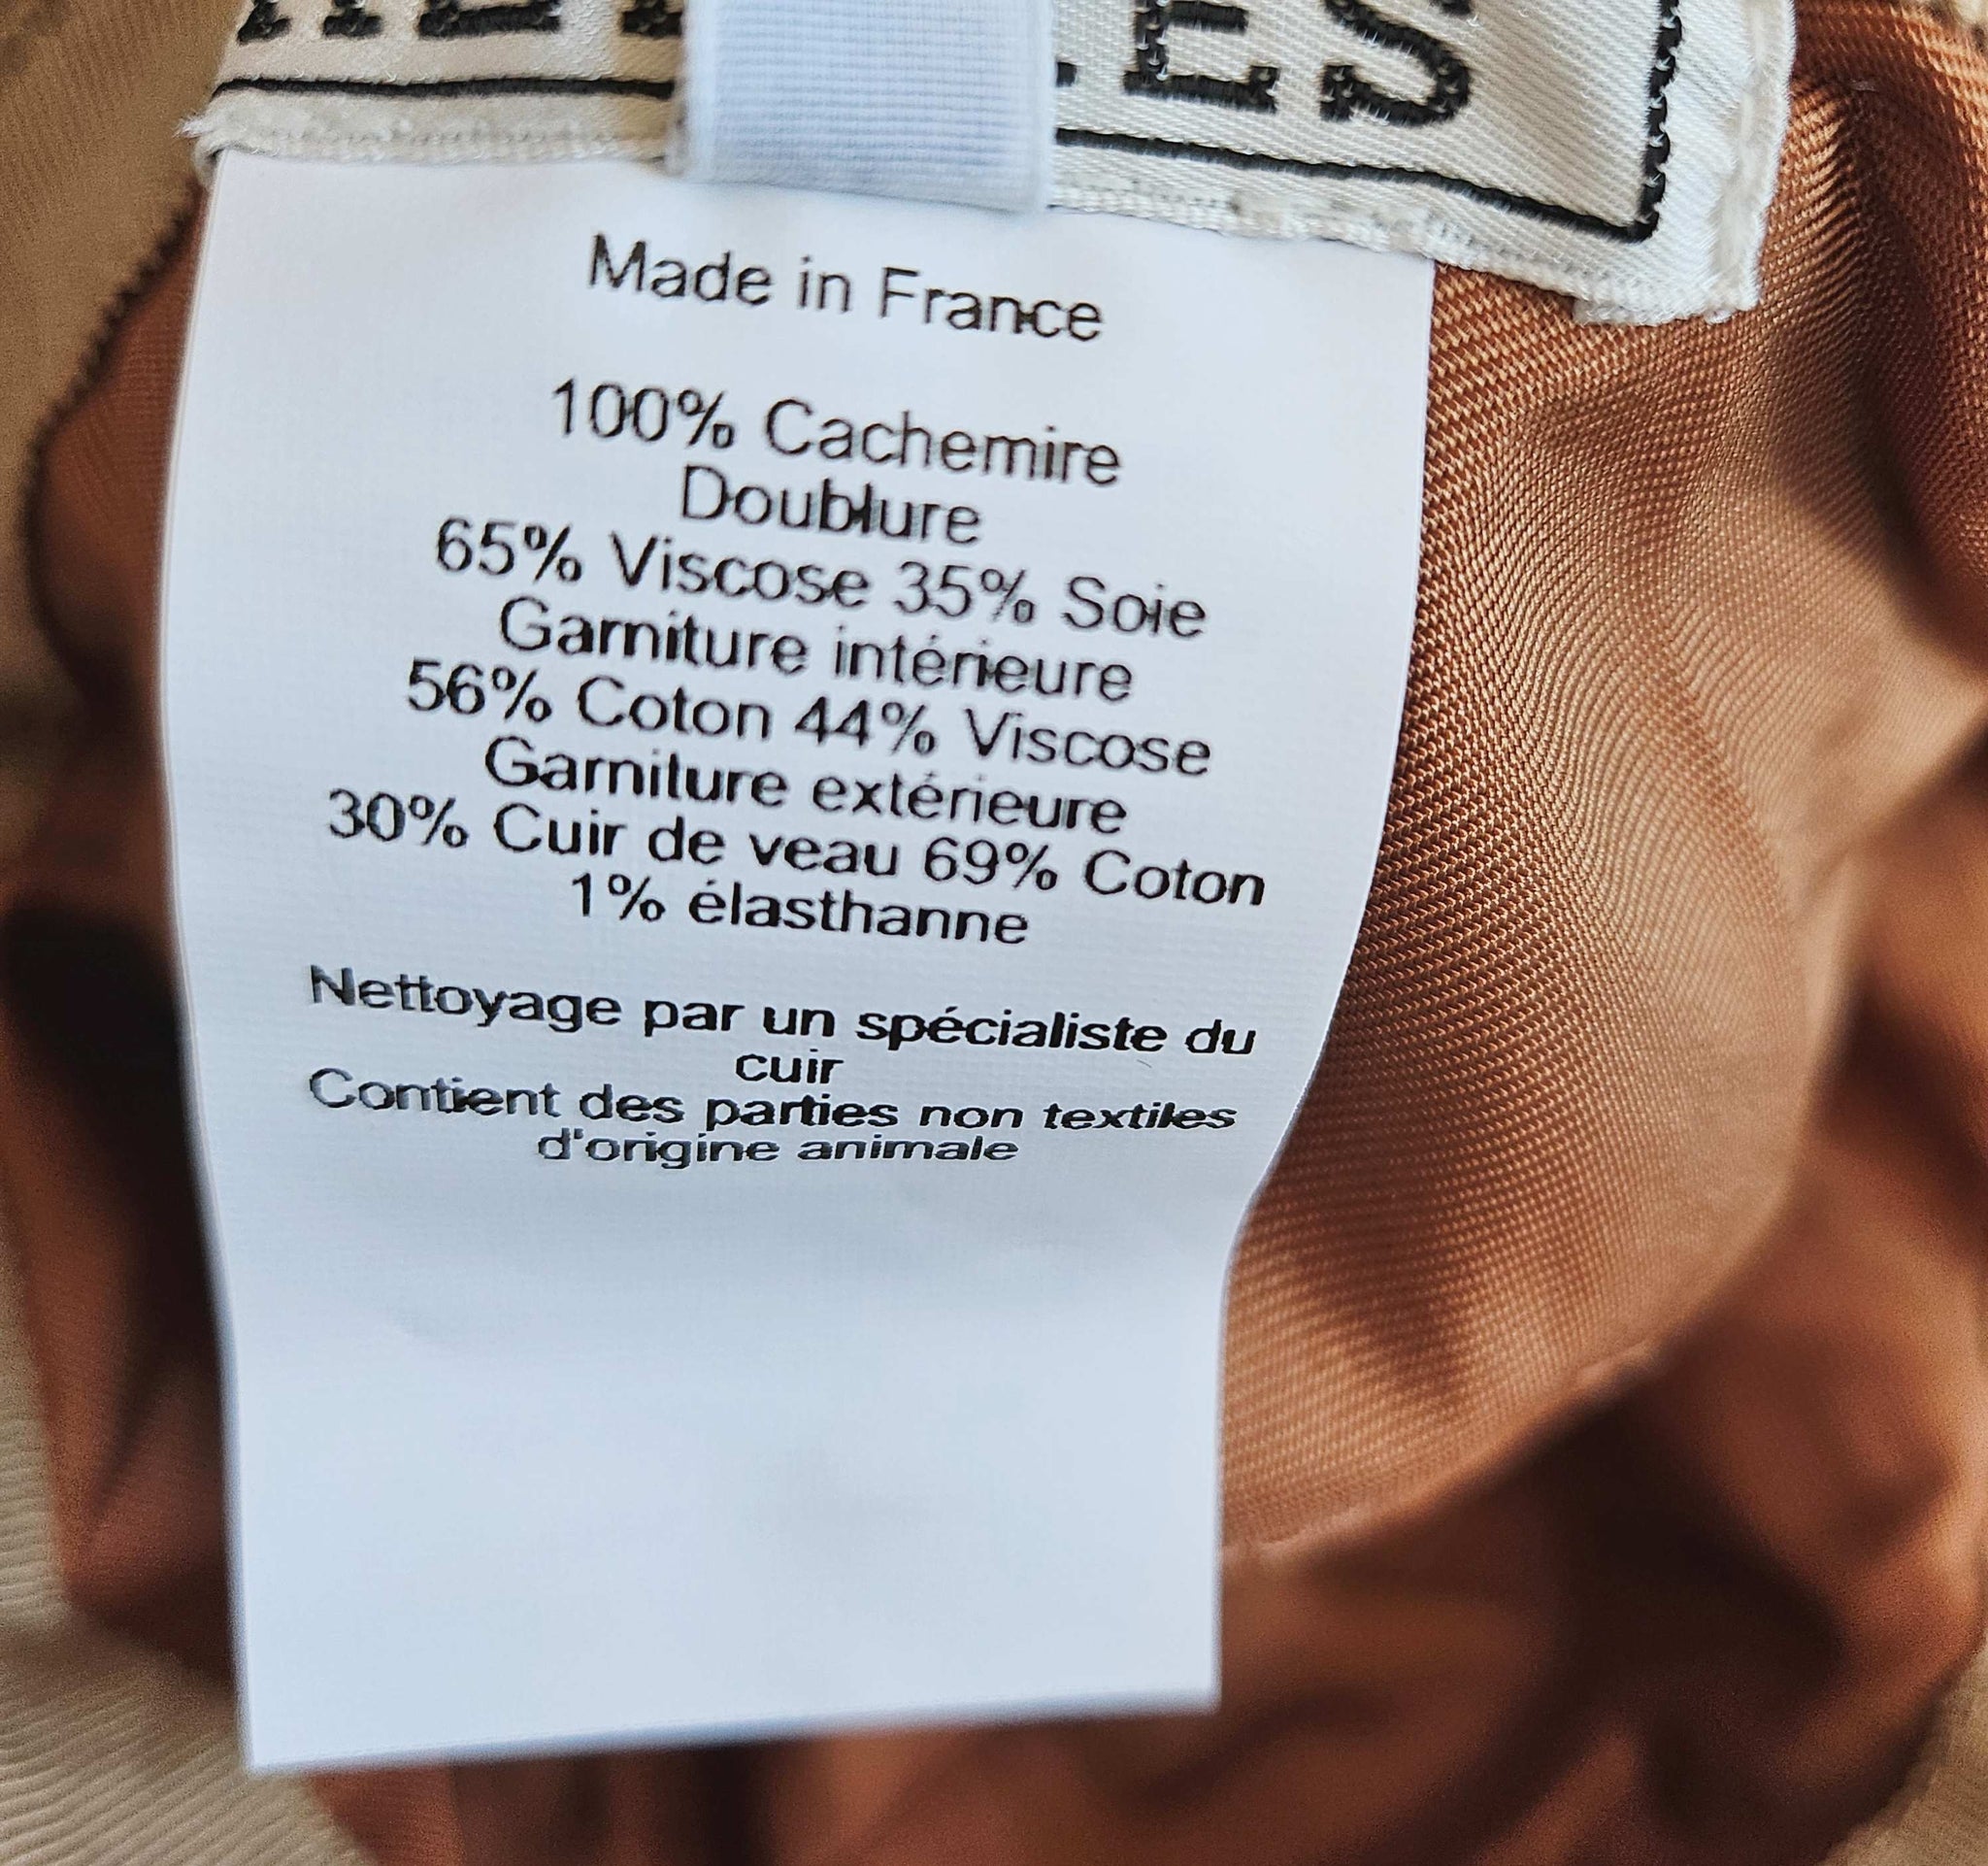 Made in France
100% Cachemire
Doublure
65% Viscose 35% Soie
Garniture intérieure
56% Coton 44% Viscose
Garniture extérieure
30% Cuir de veau 69% Coton
1% élasthanne
Nettoyage par un spécialiste du
cuir
Contient des parties non textiles
d'origine animale